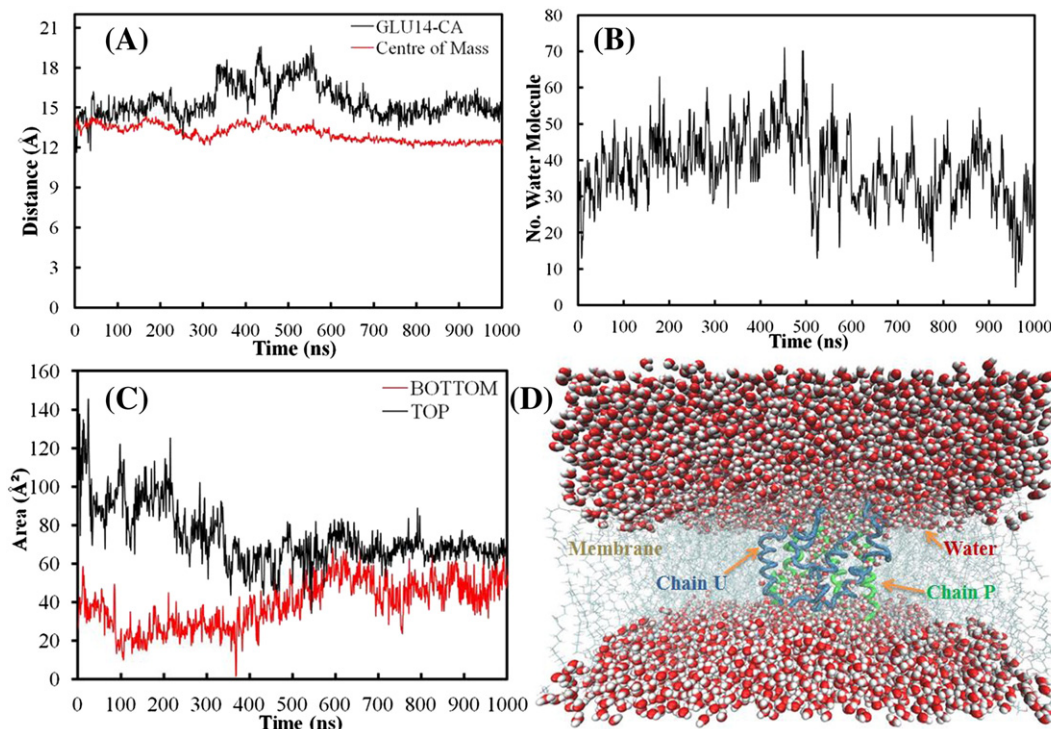 (A)
GLU14-CA
Centre of Mass
Distance (Å)
21
18
15
12
9
6
3
0
0 100 200 300 400 500 600 700 800 900 1000
Time (ns)
(B)
No. Water Molecule
80
70
60
50
40
30
20
10
0
0 100 200 300 400 500 600 700 800 900 1000
Time (ns)
(C)
BOTTOM
TOP
Area (Å²)
160
140
120
100
80
60
40
20
0
0 100 200 300 400 500 600 700 800 900 1000
Time (ns)
(D)
Membrane
Water
Chain U
Chain P